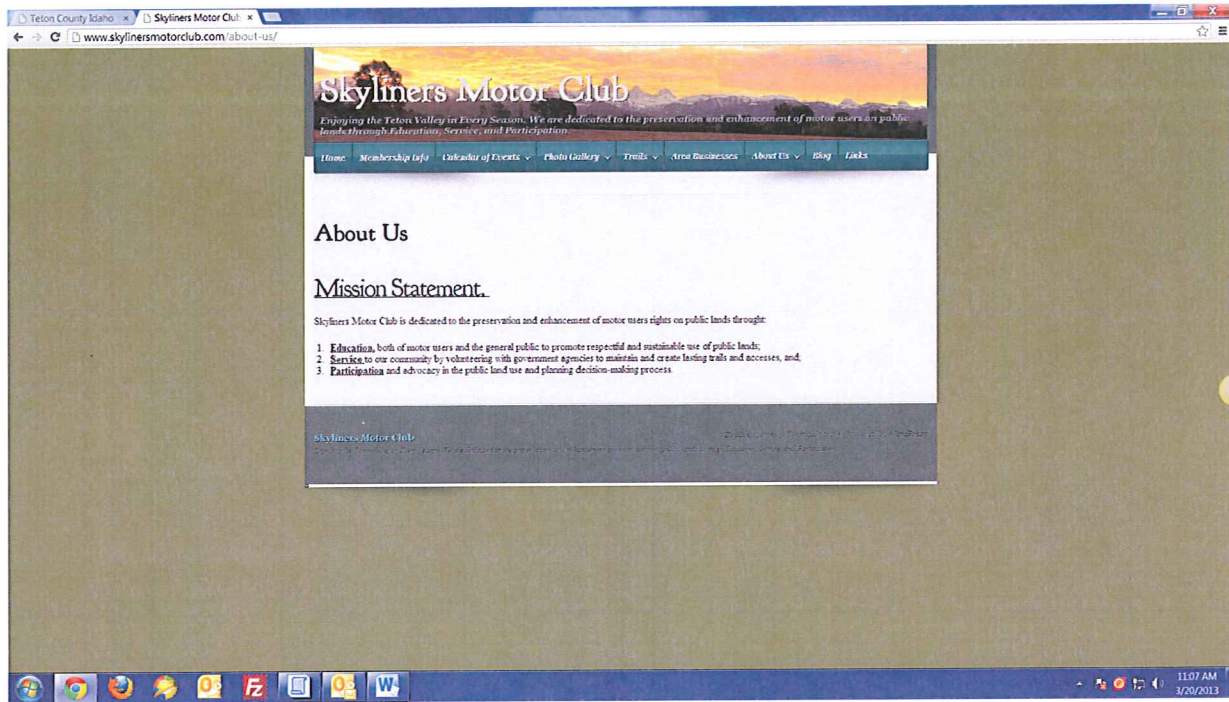 Teton County Idaho
Skyliners Motor Club
www.skylinersmotorclub.com/about-us/
Skyliners Motor Club
Enjoying the Teton Valley in Every Season. We are dedicated to the preservation and enhancement of motor users on public
lands through Education, Service, and Participation.
Home Membership Info Calendar of Events Photo Gallery Trails Area Businesses About Us Blog Links
About Us
Mission Statement.
Skyliners Motor Club is dedicated to the preservation and enhancement of motor users rights on public lands throught:
1. Education, both of motor users and the general public to promote respectful and sustainable use of public lands;
2. Service to our community by volunteering with government agencies to maintain and create lasting trails and accesses, and;
3. Participation and advocacy in the public land use and planning decision-making process.
Skyliners Motor Club
11:07 AM
3/20/2013